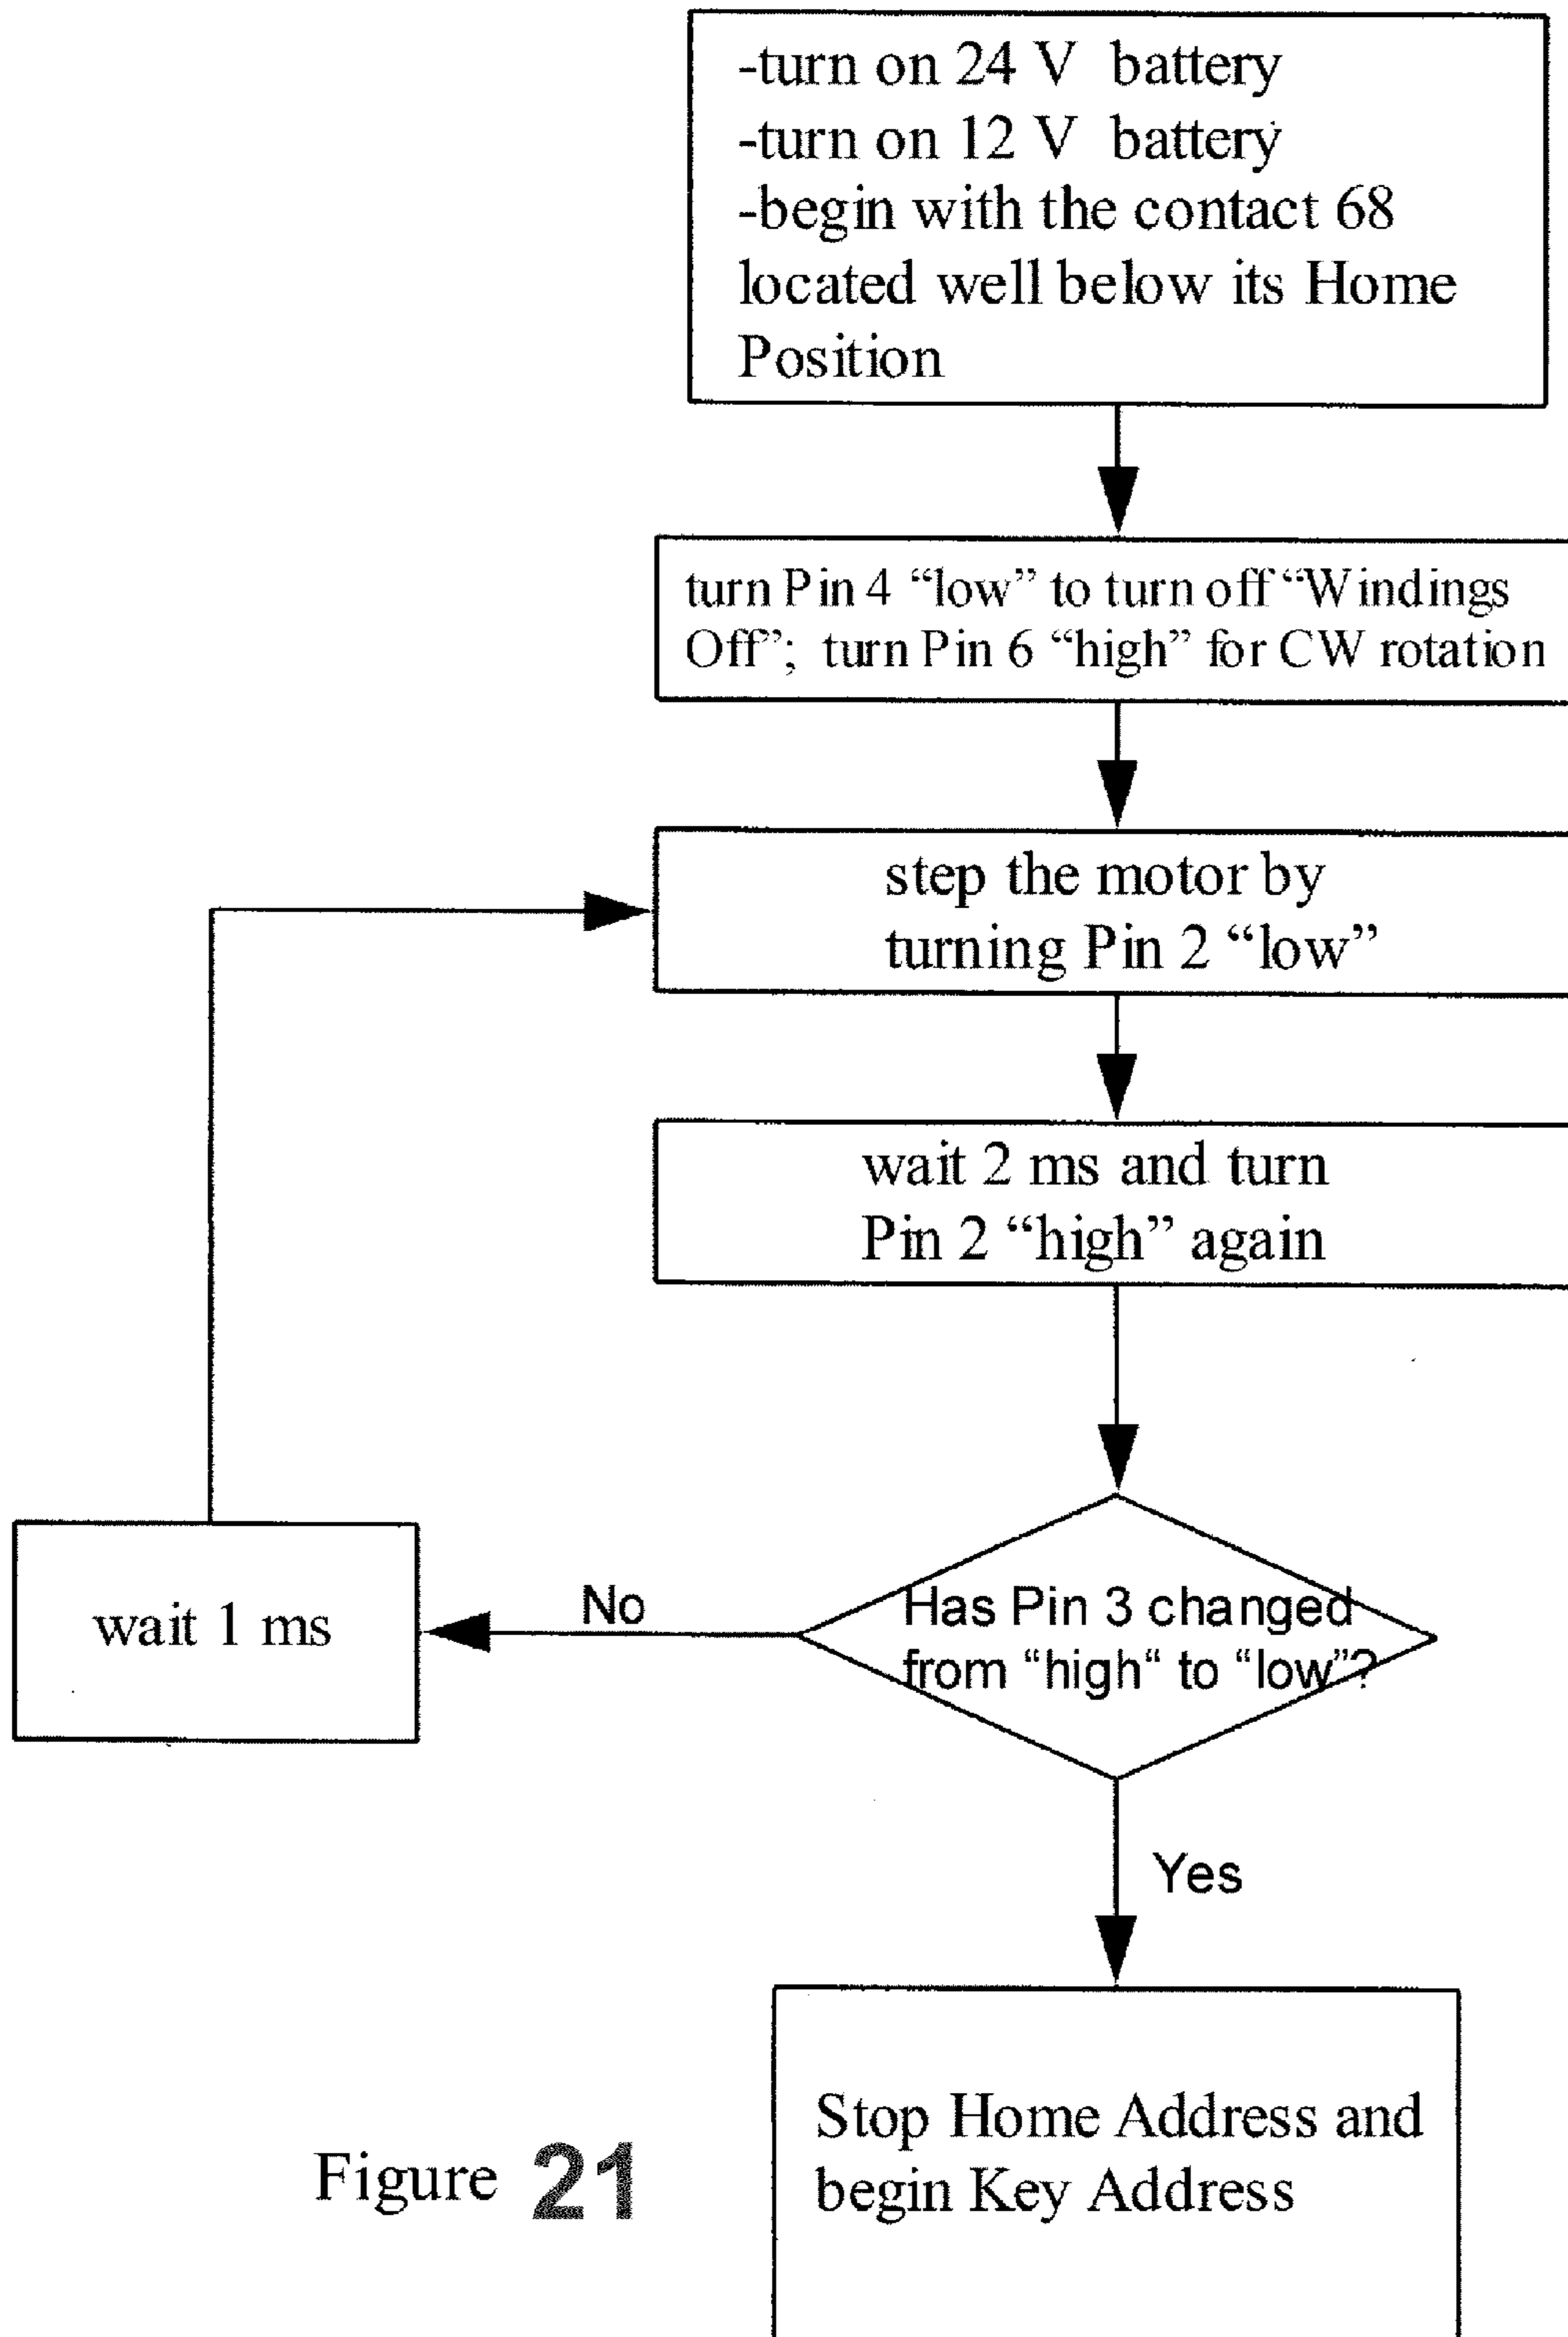 -turn on 24 V battery
-turn on 12 V battery
-begin with the contact 68
located well below its Home
Position
turn Pin 4 “low” to turn off “Windings
Off”; turn Pin 6 “high” for CW rotation
step the motor by
turning Pin 2 “low”
wait 2 ms and turn
Pin 2 “high” again
Has Pin 3 changed
from “high“ to “low”?
No
wait 1 ms
Yes
Stop Home Address and
begin Key Address
Figure 21